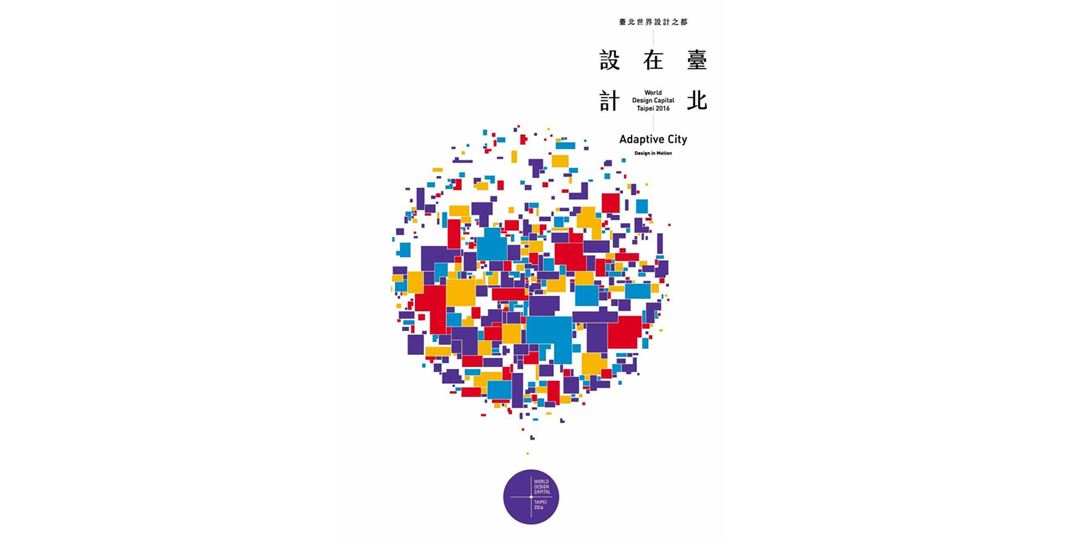 臺北世界設計之都
臺北
在
設計
World
Design Capital
Taipei 2016
Adaptive City
Design in Motion
WORLD
DESIGN
CAPITAL
TAIPEI
2016